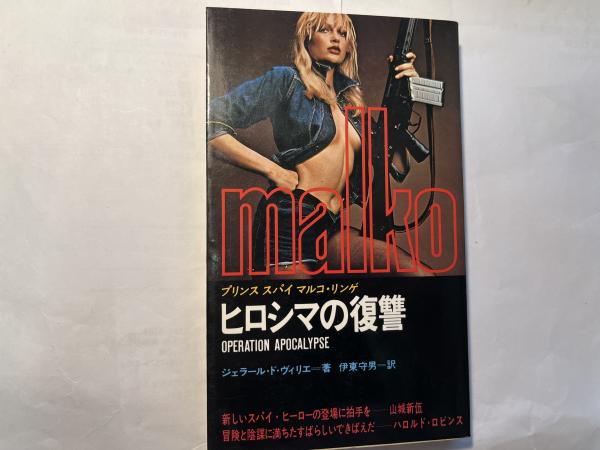 malko
プリンス スパイ マルコ・リンゲ
ヒロシマの復讐
OPERATION APOCALYPSE
ジェラール・ド・ヴィリエ—著 伊東守男—訳
新しいスパイ・ヒーローの登場に拍手を——山城新伍
冒険と陰謀に満ちたすばらしいできばえだ——ハロルド・ロビンス